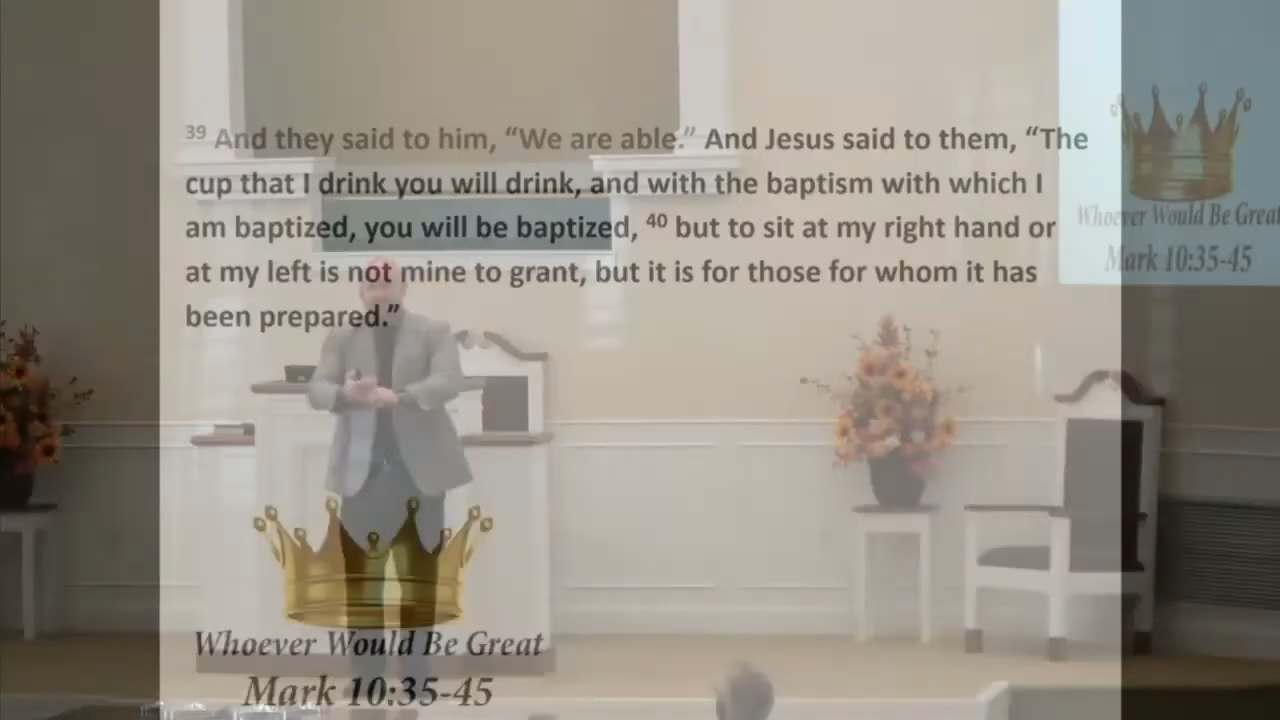 39 And they said to him, “We are able.” And Jesus said to them, “The
cup that I drink you will drink, and with the baptism with which I
am baptized, you will be baptized, 40 but to sit at my right hand or
at my left is not mine to grant, but it is for those for whom it has
been prepared.”
Whoever Would Be Great
Mark 10:35-45
Whoever Would Be Great
Mark 10:35-45